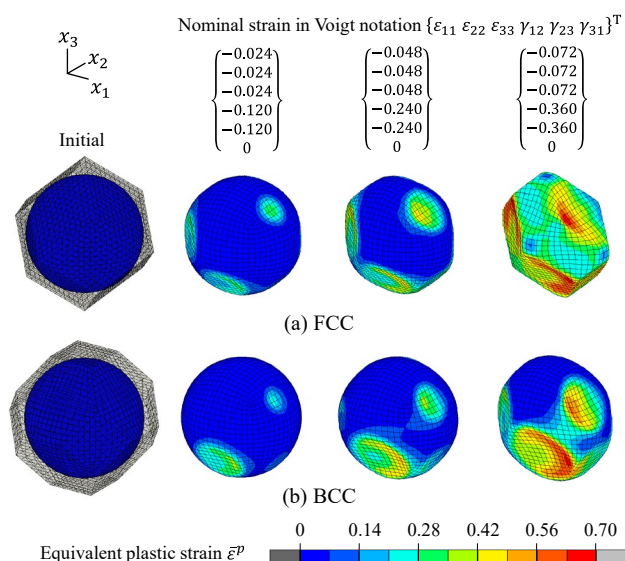 Nominal strain in Voigt notation {ε₁₁ ε₂₂ ε₃₃ γ₁₂ γ₂₃ γ₃₁}ᵀ
x₃
x₂
x₁
Initial
−0.024
−0.024
−0.024
−0.120
−0.120
0
−0.048
−0.048
−0.048
−0.240
−0.240
0
−0.072
−0.072
−0.072
−0.360
−0.360
0
(a) FCC
(b) BCC
Equivalent plastic strain ε̄ᵖ
0 0.14 0.28 0.42 0.56 0.70